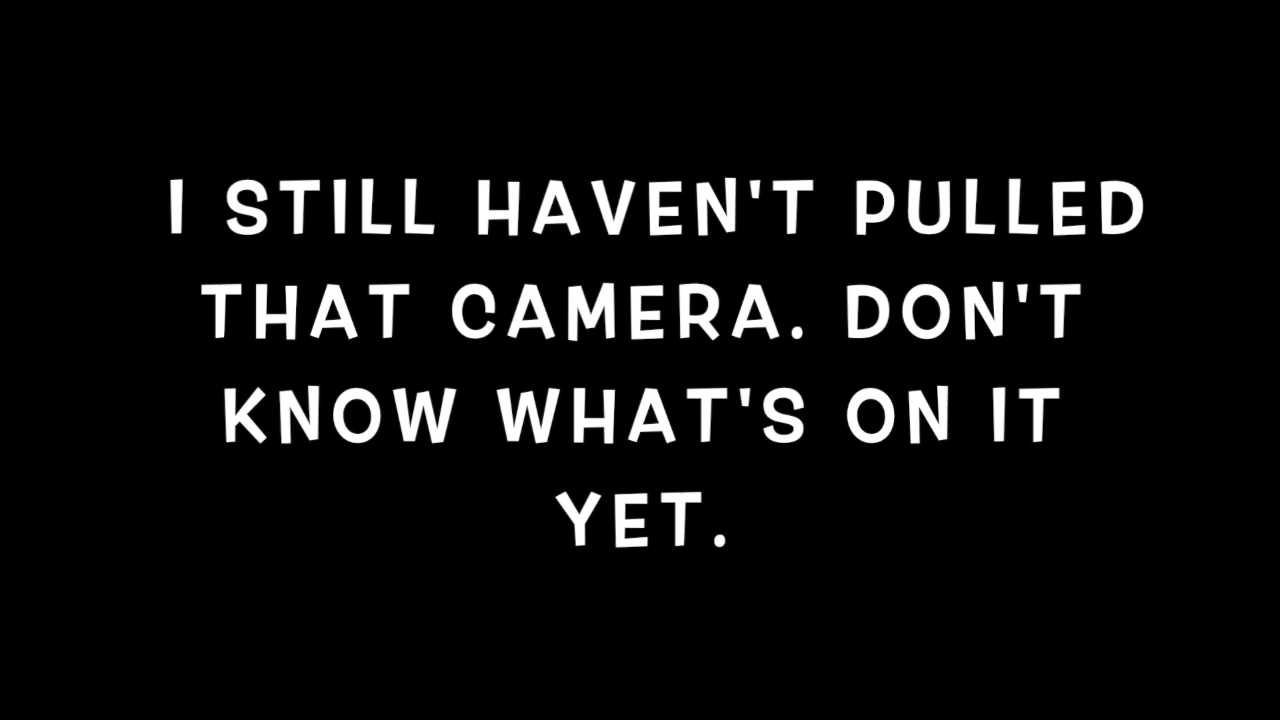 I STILL HAVEN'T PULLED
THAT CAMERA. DON'T
KNOW WHAT'S ON IT
YET.